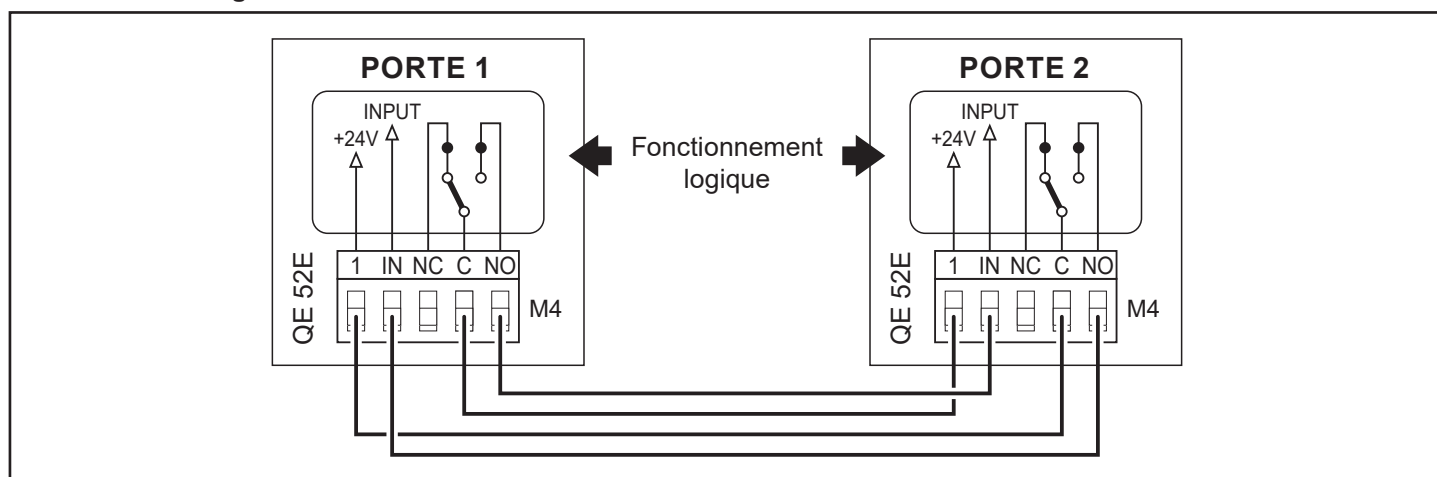 PORTE 1
INPUT
+24V
1 IN NC C NO
QE 52E
M4
Fonctionnement
logique
PORTE 2
INPUT
+24V
1 IN NC C NO
QE 52E
M4